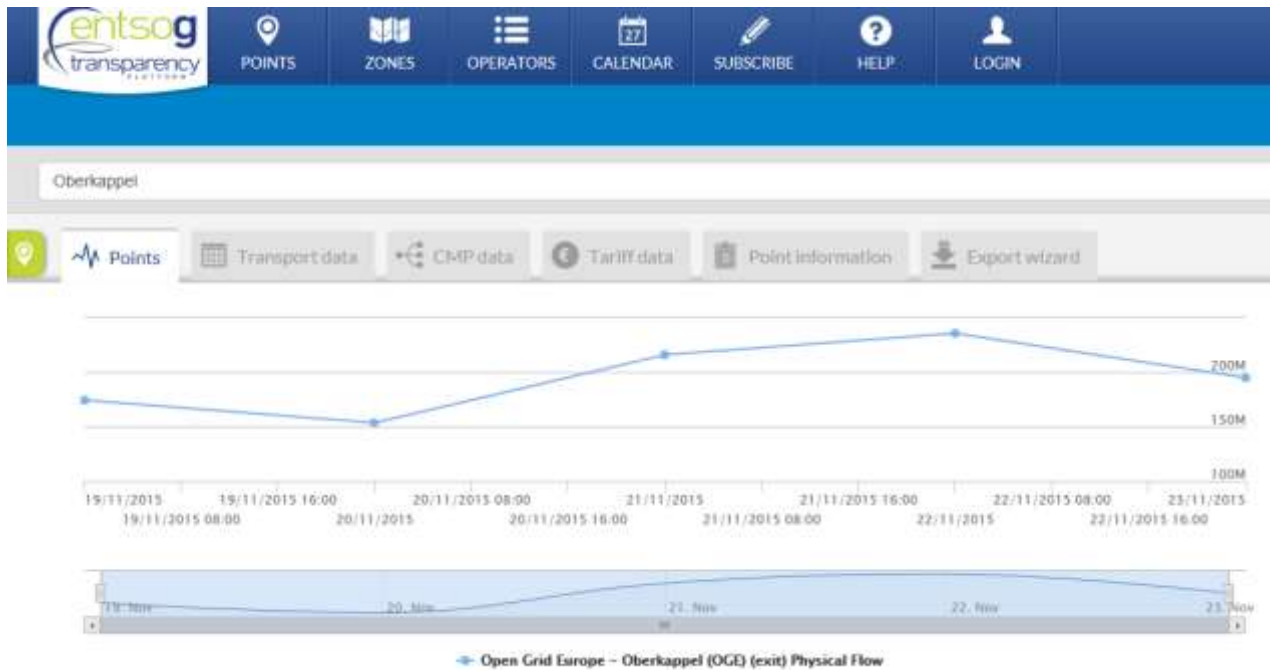 entsog
transparency
PLATFORM
POINTS
ZONES
27
OPERATORS
CALENDAR
SUBSCRIBE
?
HELP
LOGIN
Oberkappel
Points
Transport data
CMP data
€
Tariff data
Point information
Export wizard
200M
150M
100M
19/11/2015
19/11/2015 16:00
20/11/2015 08:00
21/11/2015
21/11/2015 16:00
22/11/2015 08:00
23/11/2015
19/11/2015 08:00
20/11/2015
20/11/2015 16:00
21/11/2015 08:00
22/11/2015
22/11/2015 16:00
19. Nov
20. Nov
21. Nov
22. Nov
23. Nov
Open Grid Europe – Oberkappel (OGE) (exit) Physical Flow